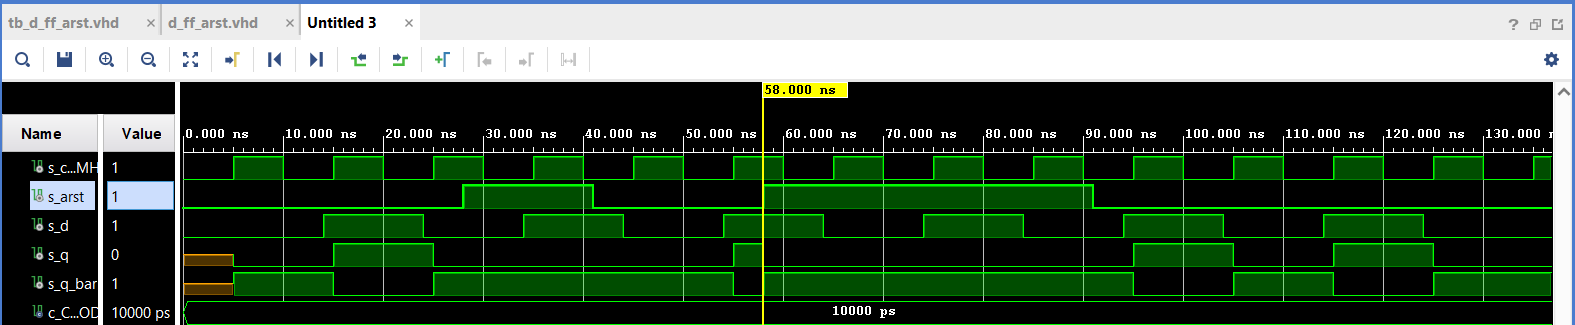 tb_d_ff_arst.vhd × d_ff_arst.vhd × Untitled 3 ×
58.000 ns
Name Value
0.000 ns 10.000 ns 20.000 ns 30.000 ns 40.000 ns 50.000 ns 60.000 ns 70.000 ns 80.000 ns 90.000 ns 100.000 ns 110.000 ns 120.000 ns 130.000
s_c...MH 1
s_arst 1
s_d 1
s_q 0
s_q_bar 1
c_C...OD 10000 ps 10000 ps